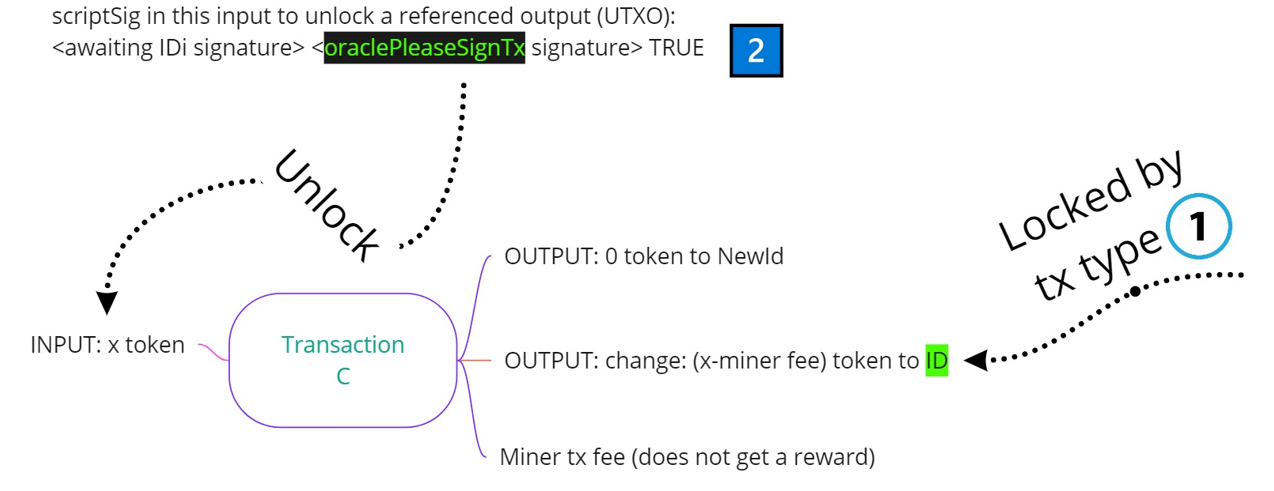 scriptSig in this input to unlock a referenced output (UTXO):
<awaiting IDi signature> <oraclePleaseSignTx signature> TRUE
2
Unlock
Locked by
tx type 1
OUTPUT: 0 token to NewId
INPUT: x token
Transaction
C
OUTPUT: change: (x-miner fee) token to ID
Miner tx fee (does not get a reward)